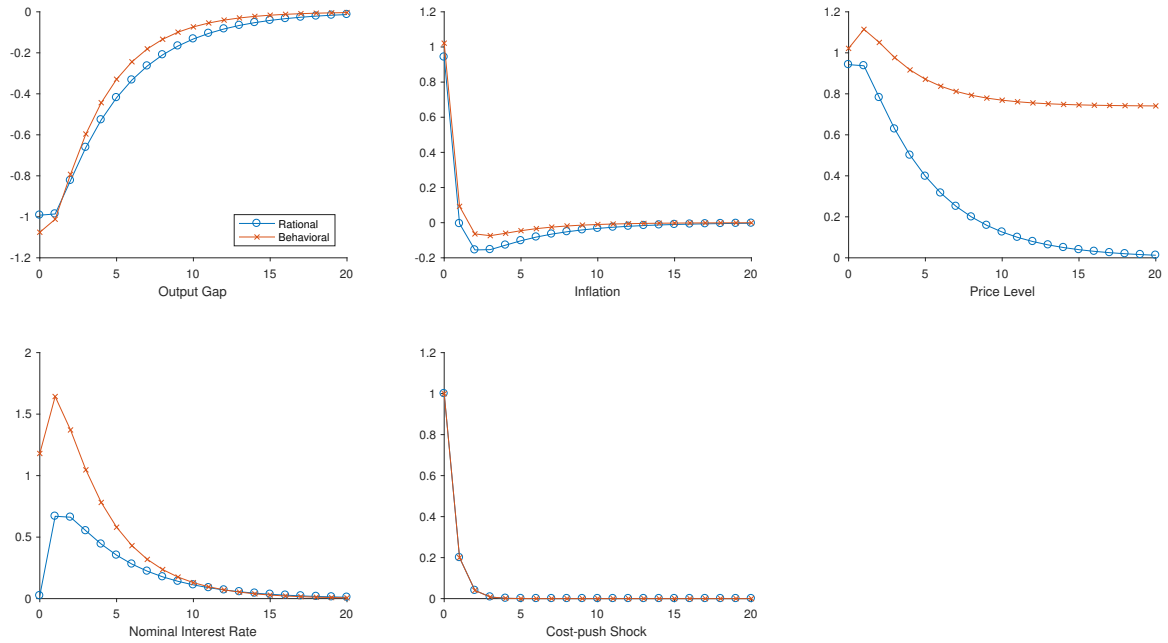 0
-0.2
-0.4
-0.6
-0.8
-1
-1.2
0 5 10 15 20
Output Gap
Rational
Behavioral
1.2
1
0.8
0.6
0.4
0.2
0
-0.2
0 5 10 15 20
Inflation
1.2
1
0.8
0.6
0.4
0.2
0
0 5 10 15 20
Price Level
2
1.5
1
0.5
0
0 5 10 15 20
Nominal Interest Rate
1.2
1
0.8
0.6
0.4
0.2
0
0 5 10 15 20
Cost-push Shock